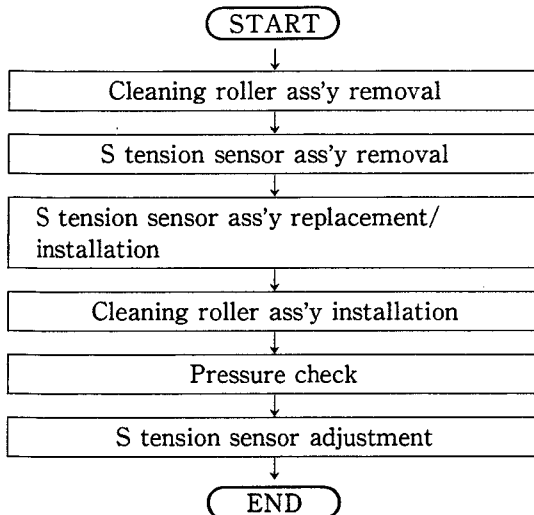 START
Cleaning roller ass'y removal
S tension sensor ass'y removal
S tension sensor ass'y replacement/
installation
Cleaning roller ass'y installation
Pressure check
S tension sensor adjustment
END